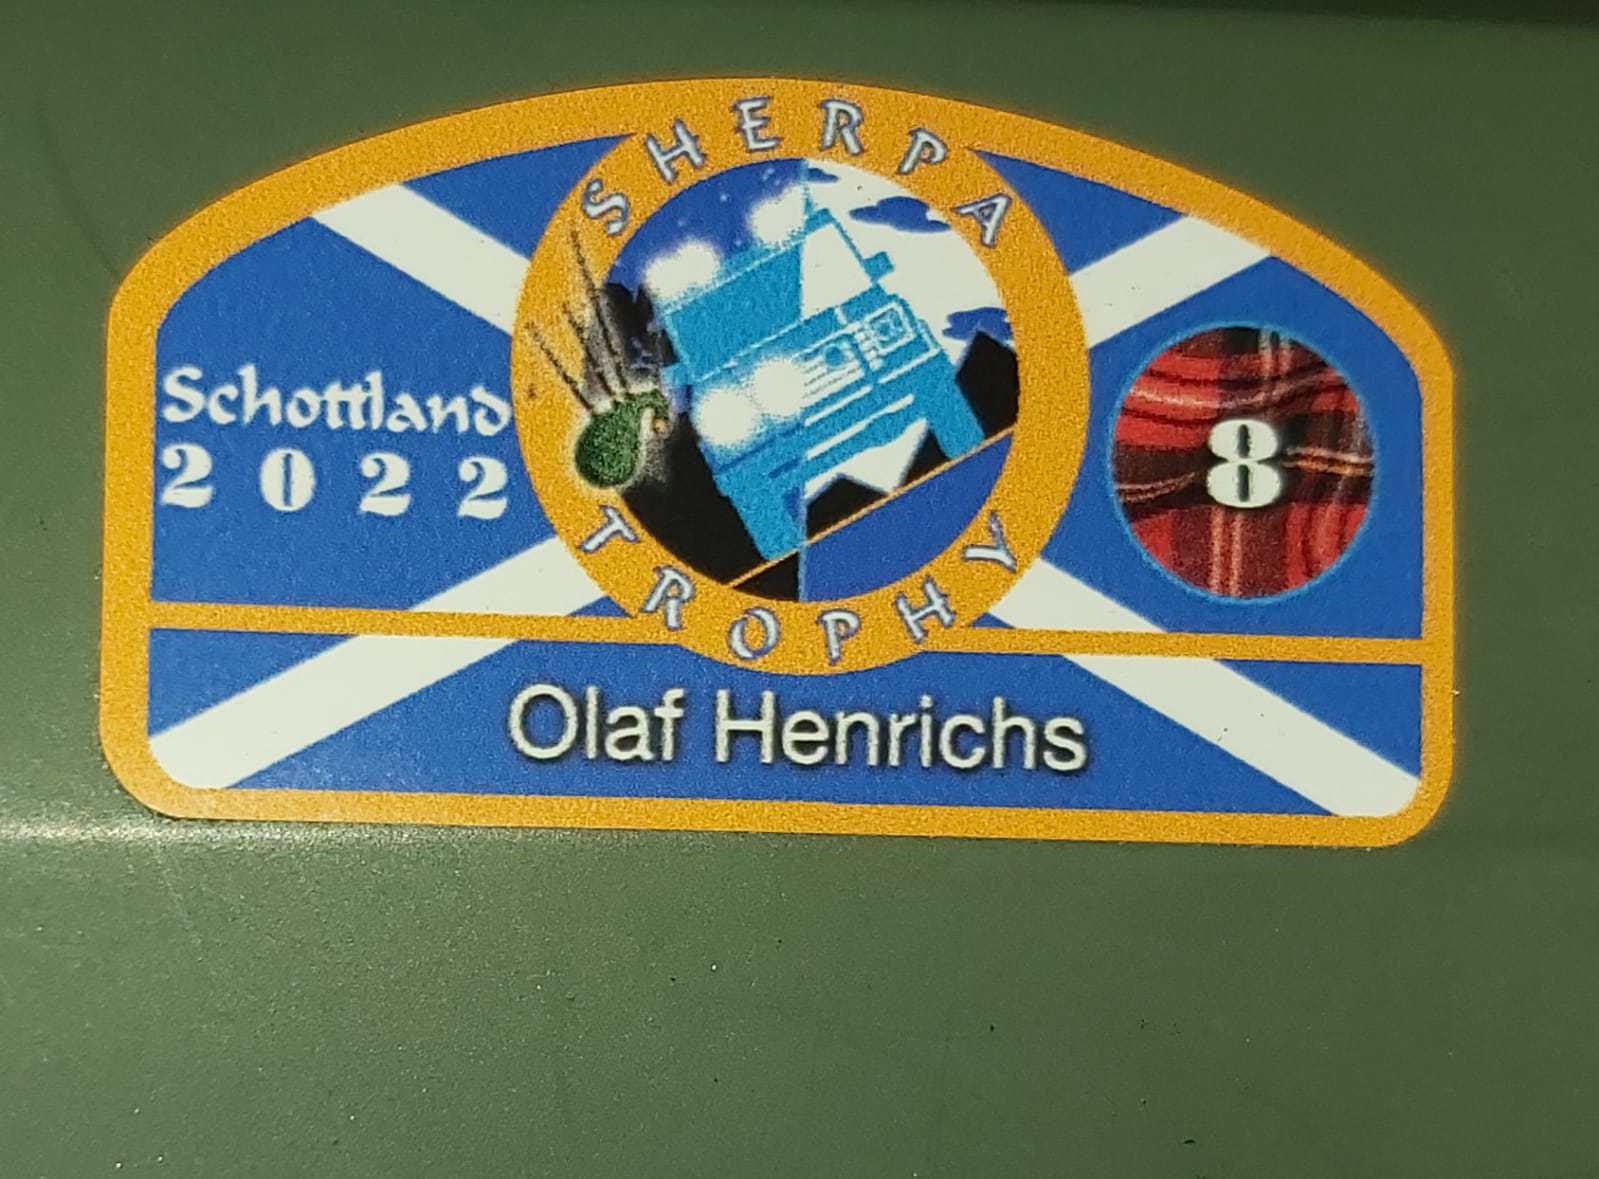 SHERPA
Schottland
2022
8
TROPHY
Olaf Henrichs